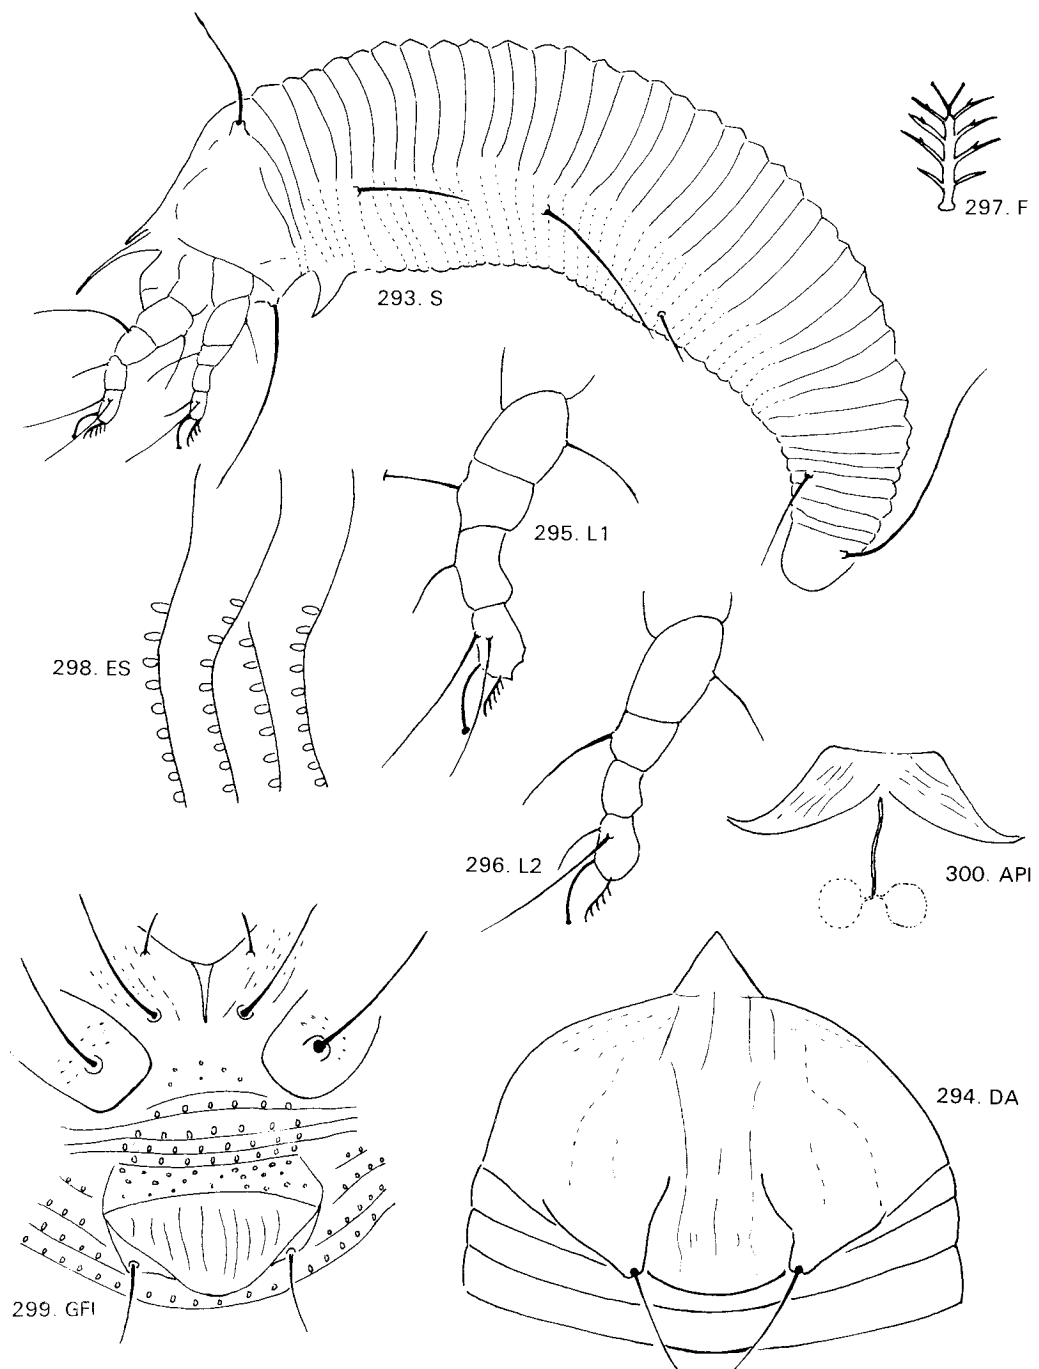 297. F
293. S
295. L1
298. ES
296. L2
300. API
294. DA
299. GFI